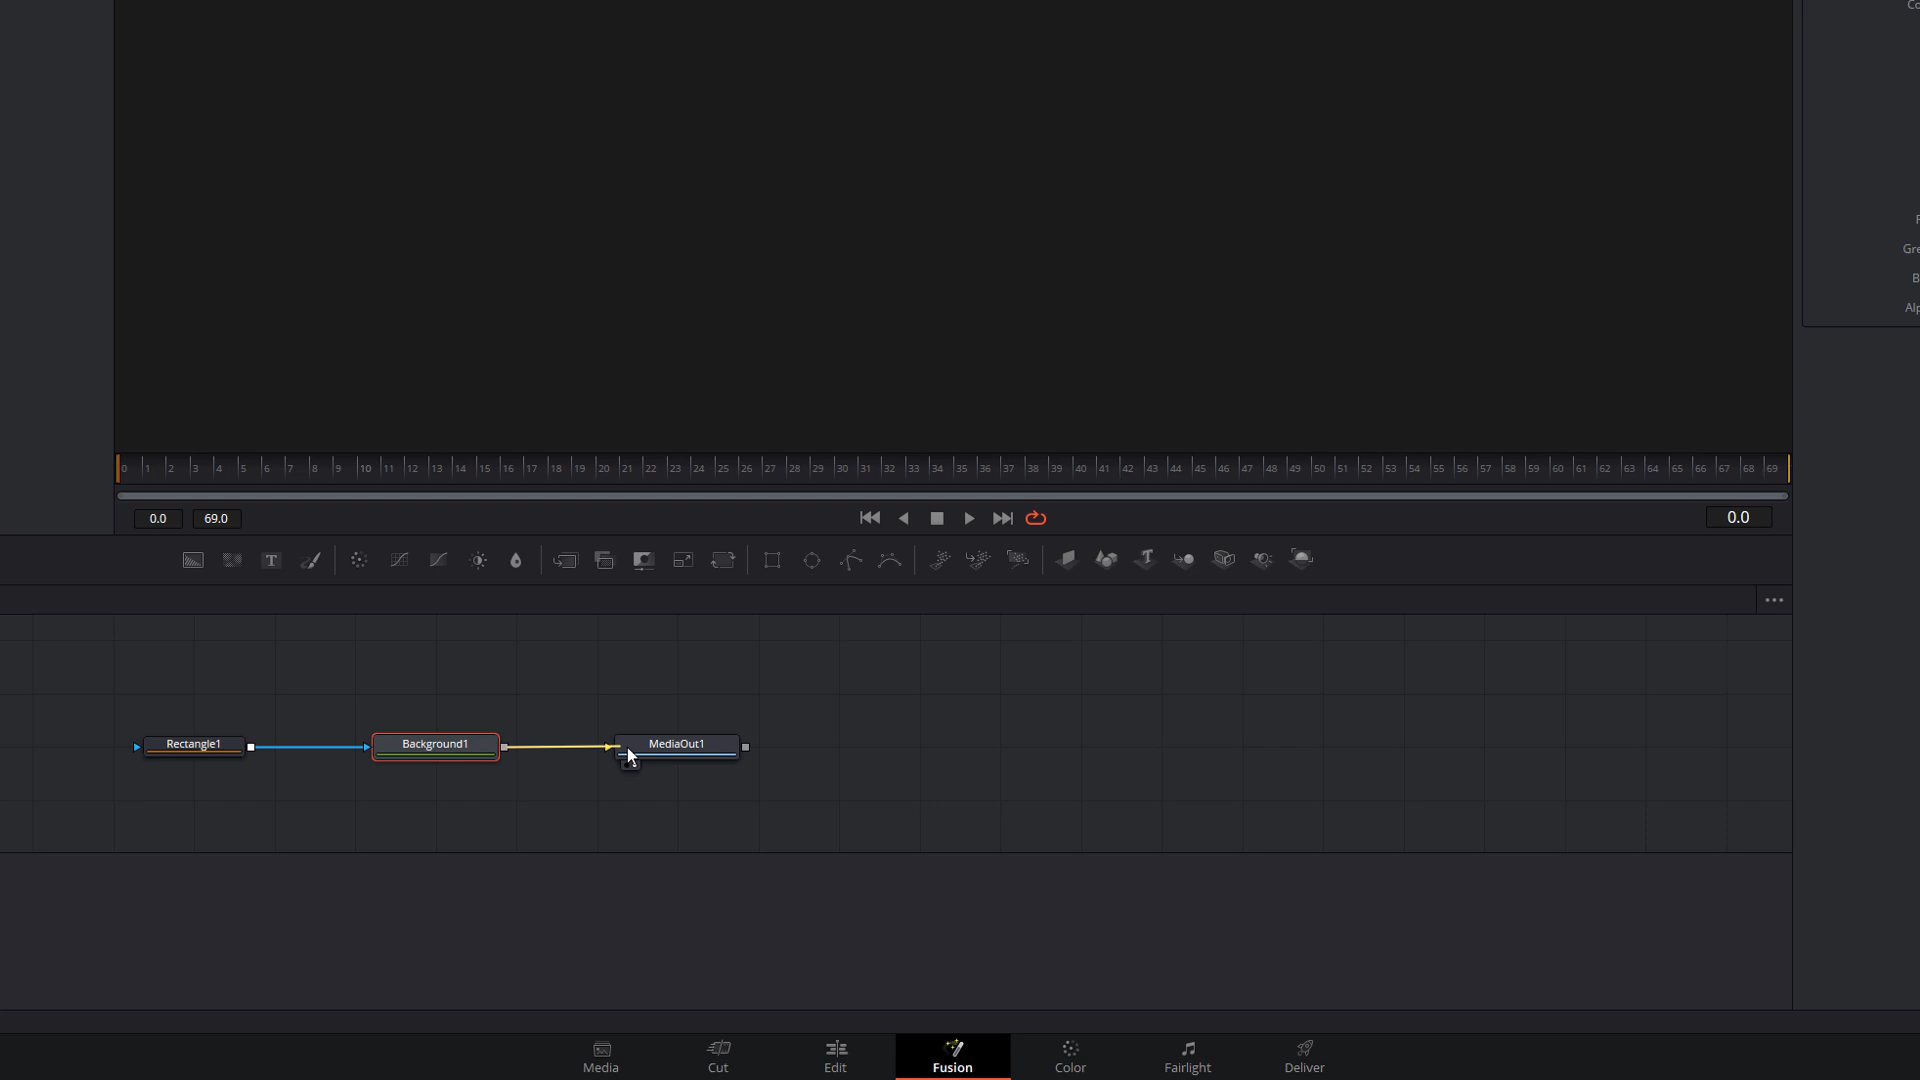 Co
F
Gre
B
Alp
0 1 2 3 4 5 6 7 8 9 10 11 12 13 14 15 16 17 18 19 20 21 22 23 24 25 26 27 28 29 30 31 32 33 34 35 36 37 38 39 40 41 42 43 44 45 46 47 48 49 50 51 52 53 54 55 56 57 58 59 60 61 62 63 64 65 66 67 68 69
0.0 69.0 0.0
T
Rectangle1 Background1 MediaOut1
Media Cut Edit Fusion Color Fairlight Deliver